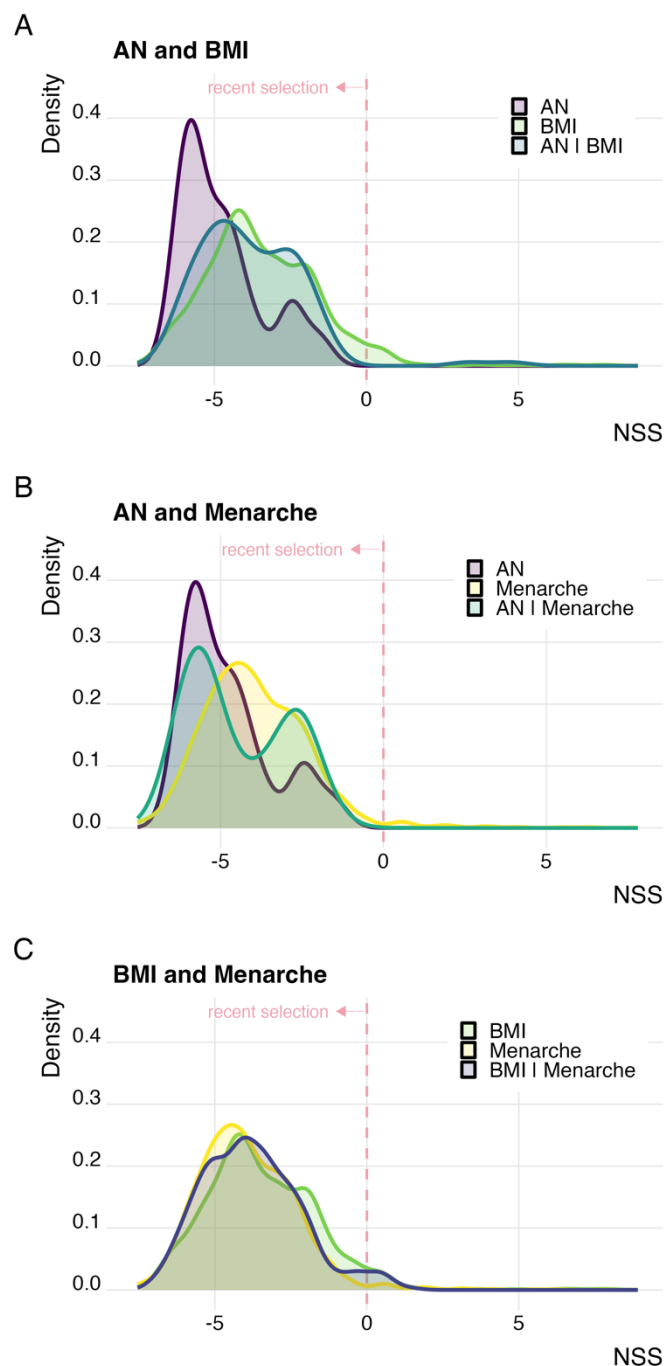 A
AN and BMI
Density
recent selection
AN
BMI
AN | BMI
0.4
0.3
0.2
0.1
0.0
-5 0 5
NSS
B
AN and Menarche
Density
recent selection
AN
Menarche
AN | Menarche
0.4
0.3
0.2
0.1
0.0
-5 0 5
NSS
C
BMI and Menarche
Density
recent selection
BMI
Menarche
BMI | Menarche
0.4
0.3
0.2
0.1
0.0
-5 0 5
NSS